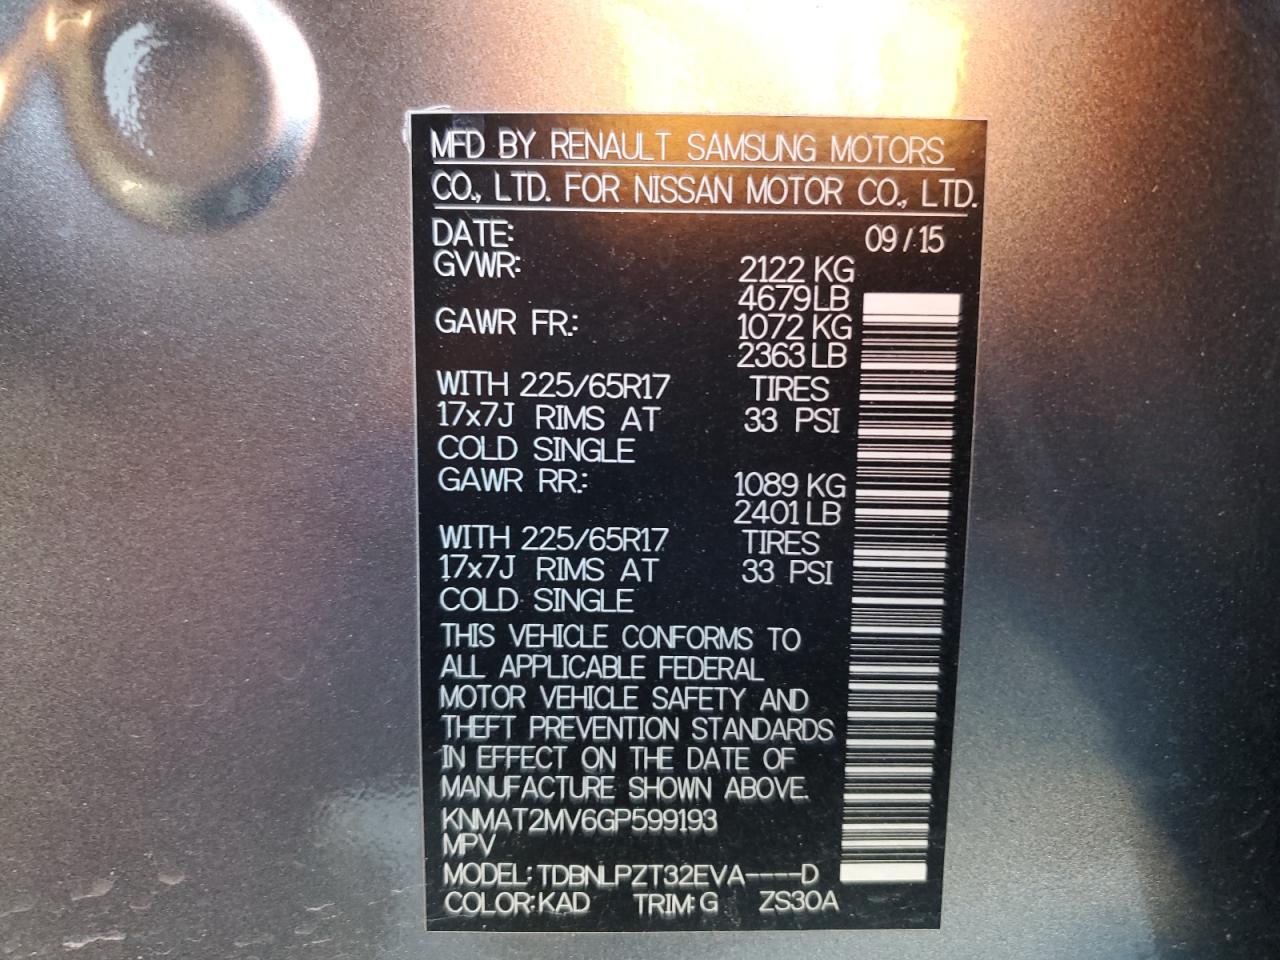 MFD BY RENAULT SAMSUNG MOTORS
CO., LTD. FOR NISSAN MOTOR CO., LTD.
DATE: 09/15
GVWR: 2122 KG
4679 LB
GAWR FR.: 1072 KG
2363 LB
WITH 225/65R17 TIRES
17x7J RIMS AT 33 PSI
COLD SINGLE
GAWR RR.: 1089 KG
2401 LB
WITH 225/65R17 TIRES
17x7J RIMS AT 33 PSI
COLD SINGLE
THIS VEHICLE CONFORMS TO
ALL APPLICABLE FEDERAL
MOTOR VEHICLE SAFETY AND
THEFT PREVENTION STANDARDS
IN EFFECT ON THE DATE OF
MANUFACTURE SHOWN ABOVE.
KNMAT2MV6GP599193
MPV
MODEL: TDBNLPZT32EVA----D
COLOR: KAD TRIM: G ZS30A